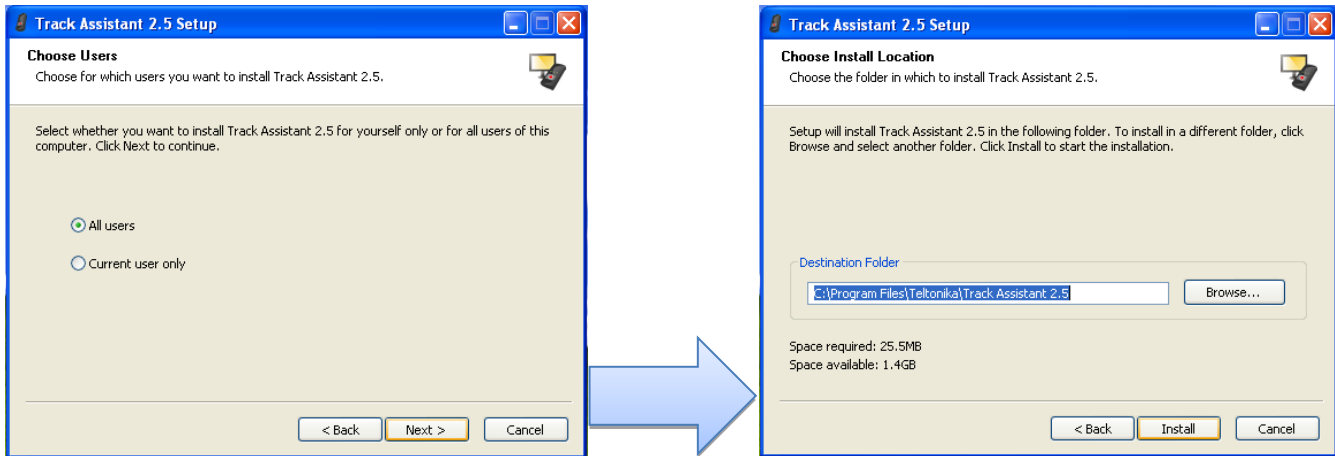 Track Assistant 2.5 Setup
Choose Users
Choose for which users you want to install Track Assistant 2.5.
Select whether you want to install Track Assistant 2.5 for yourself only or for all users of this
computer. Click Next to continue.
All users
Current user only
< Back
Next >
Cancel
Track Assistant 2.5 Setup
Choose Install Location
Choose the folder in which to install Track Assistant 2.5.
Setup will install Track Assistant 2.5 in the following folder. To install in a different folder, click
Browse and select another folder. Click Install to start the installation.
Destination Folder
C:\Program Files\Teltonika\Track Assistant 2.5
Browse...
Space required: 25.5MB
Space available: 1.4GB
< Back
Install
Cancel